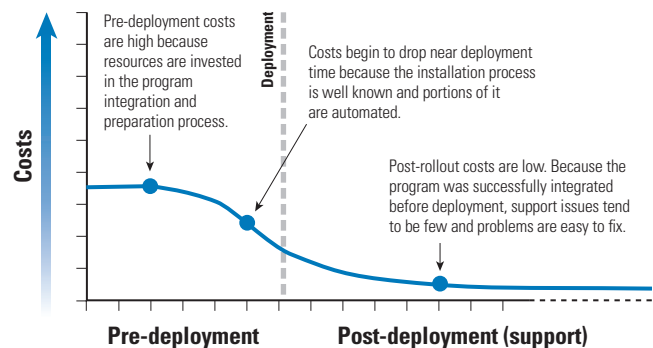 Pre-deployment costs
are high because
resources are invested
in the program
integration and
preparation process.
Deployment
Costs begin to drop near deployment
time because the installation process
is well known and portions of it
are automated.
Post-rollout costs are low. Because the
program was successfully integrated
before deployment, support issues tend
to be few and problems are easy to fix.
Costs
Pre-deployment
Post-deployment (support)